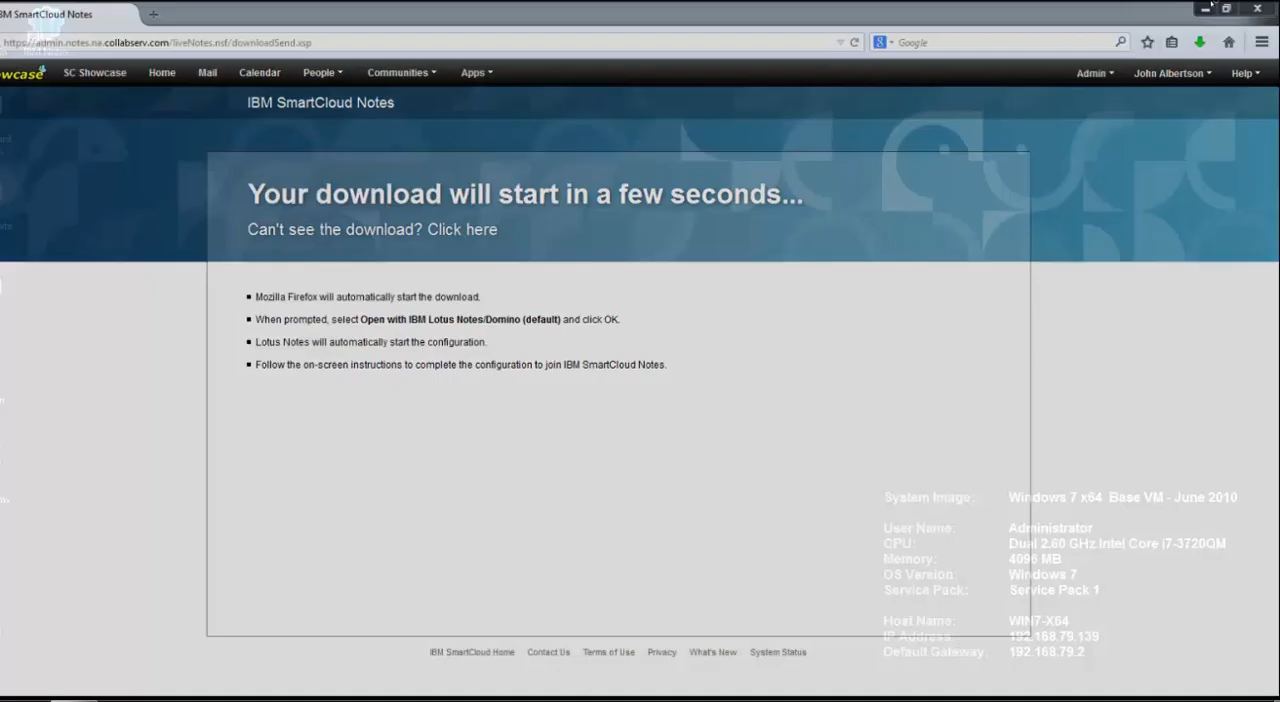 BM SmartCloud Notes
https://admin.notes.na.collabserv.com/liveNotes.nsf/downloadSend.xsp
Google
wcase SC Showcase Home Mail Calendar People Communities Apps Admin John Albertson Help
IBM SmartCloud Notes
Your download will start in a few seconds...
Can't see the download? Click here
Mozilla Firefox will automatically start the download.
When prompted, select Open with IBM Lotus Notes/Domino (default) and click OK.
Lotus Notes will automatically start the configuration.
Follow the on-screen instructions to complete the configuration to join IBM SmartCloud Notes.
System Image: Windows 7 x64 Base VM - June 2010
User Name: Administrator
CPU: Dual 2.60 GHz Intel Core i7-3720QM
Memory: 4096 MB
OS Version: Windows 7
Service Pack: Service Pack 1
Host Name: WIN7-X64
IP Address: 192.168.79.139
Default Gateway: 192.168.79.2
IBM SmartCloud Home Contact Us Terms of Use Privacy What's New System Status